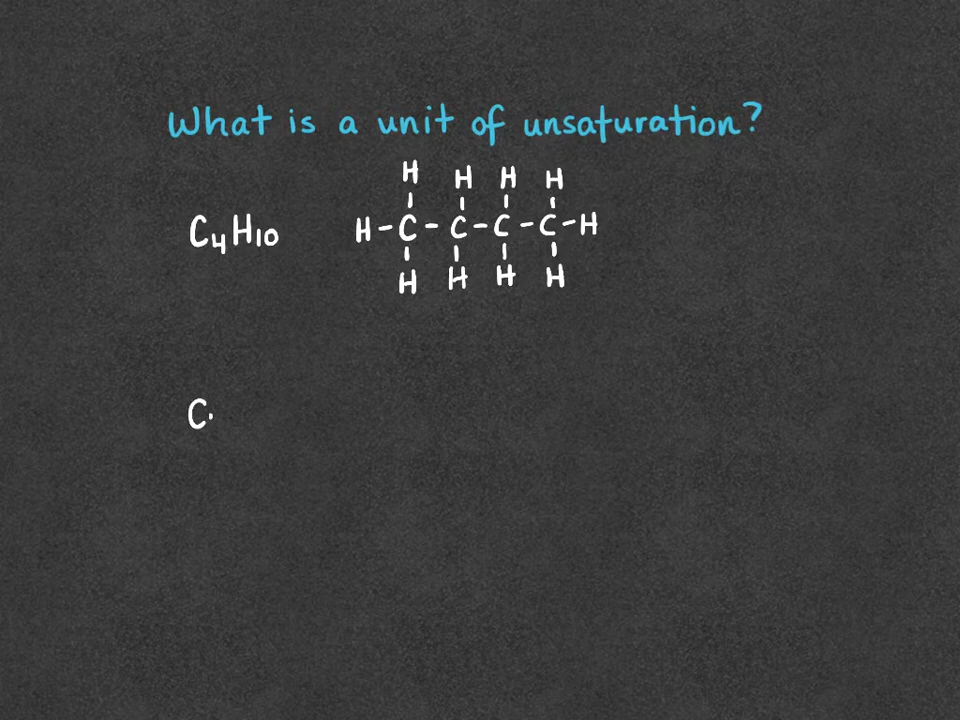 What is a unit of unsaturation?
H H H H
C₄H₁₀ H-C-C-C-C-H
H H H H
C